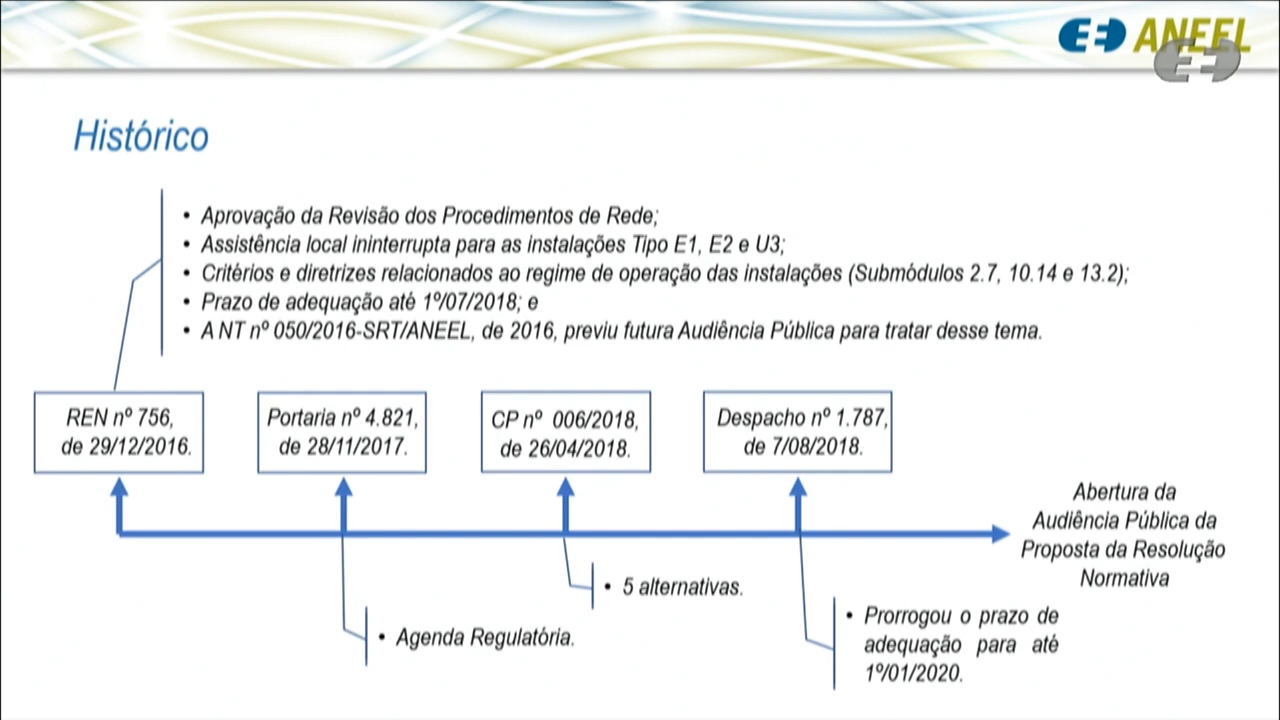 ANEEL
Histórico
• Aprovação da Revisão dos Procedimentos de Rede;
• Assistência local ininterrupta para as instalações Tipo E1, E2 e U3;
• Critérios e diretrizes relacionados ao regime de operação das instalações (Submódulos 2.7, 10.14 e 13.2);
• Prazo de adequação até 1º/07/2018; e
• A NT nº 050/2016-SRT/ANEEL, de 2016, previu futura Audiência Pública para tratar desse tema.
REN nº 756,
de 29/12/2016.
Portaria nº 4.821,
de 28/11/2017.
CP nº 006/2018,
de 26/04/2018.
Despacho nº 1.787,
de 7/08/2018.
Abertura da
Audiência Pública da
Proposta da Resolução
Normativa
• 5 alternativas.
• Agenda Regulatória.
• Prorrogou o prazo de
adequação para até
1º/01/2020.